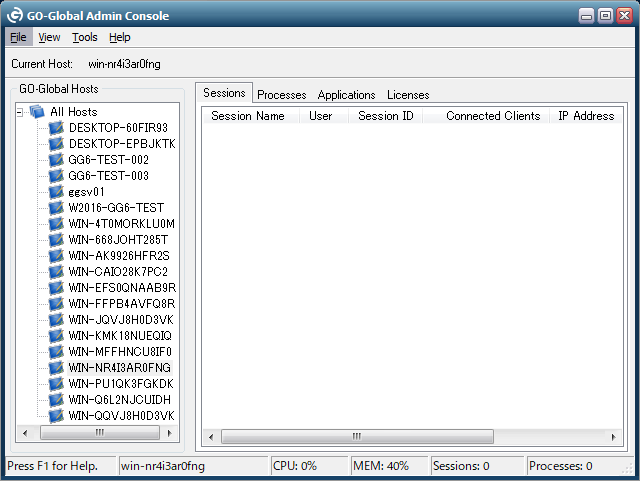 GO-Global Admin Console
File View Tools Help
Current Host: win-nr4i3ar0fng
GO-Global Hosts
All Hosts
DESKTOP-60FIR93
DESKTOP-EPBJKTK
GG6-TEST-002
GG6-TEST-003
ggsv01
W2016-GG6-TEST
WIN-4T0MORKLU0M
WIN-668JOHT285T
WIN-AK9926HFR2S
WIN-CAIO28K7PC2
WIN-EFS0QNAAB9R
WIN-FFPB4AVFQ8R
WIN-JQVJ8H0D3VK
WIN-KMK18NUEQIQ
WIN-MFFHNCU8IF0
WIN-NR4I3AR0FNG
WIN-PU1QK3FGKDK
WIN-Q6L2NJCUIDH
WIN-QQVJ8H0D3VK
Sessions Processes Applications Licenses
Session Name User Session ID Connected Clients IP Address
Press F1 for Help. win-nr4i3ar0fng CPU: 0% MEM: 40% Sessions: 0 Processes: 0